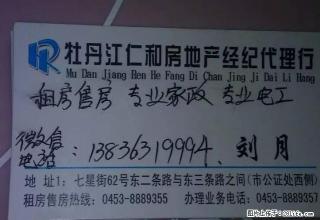 牡丹江仁和房地产经纪代理行
Mu Dan Jiang Ren He Fang Di Chan Jing Ji Dai Li Hang
租房售房 专业家政 专业电工
微信
电话:13836319994.刘月
地 址1:七星街62号东二条路与东三条路之间(市公证处西侧)
租房售房热线:0453-8889355 办理业务电话:0453-8899357